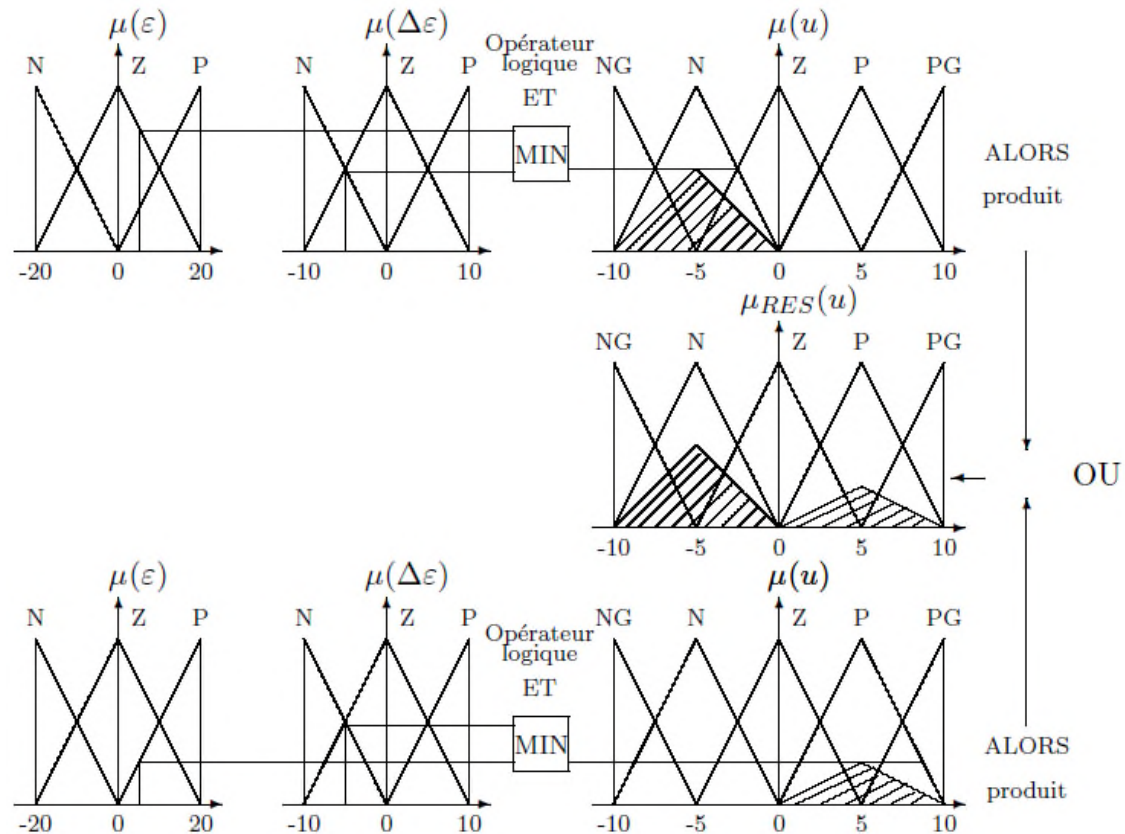 μ(ε) μ(Δε) μ(u)
Opérateur
logique
ET
N Z P N Z P NG N Z P PG
MIN
ALORS
produit
-20 0 20 -10 0 10 -10 -5 0 5 10
μRES(u)
NG N Z P PG
OU
-10 -5 0 5 10
μ(ε) μ(Δε) μ(u)
Opérateur
logique
ET
N Z P N Z P NG N Z P PG
MIN
ALORS
produit
-20 0 20 -10 0 10 -10 -5 0 5 10